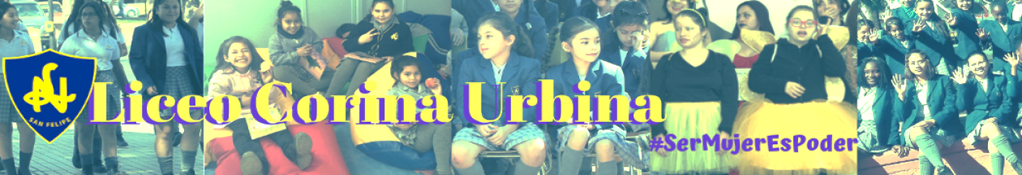 SAN FELIPE
Liceo Corina Urbina
#SerMujerEsPoder